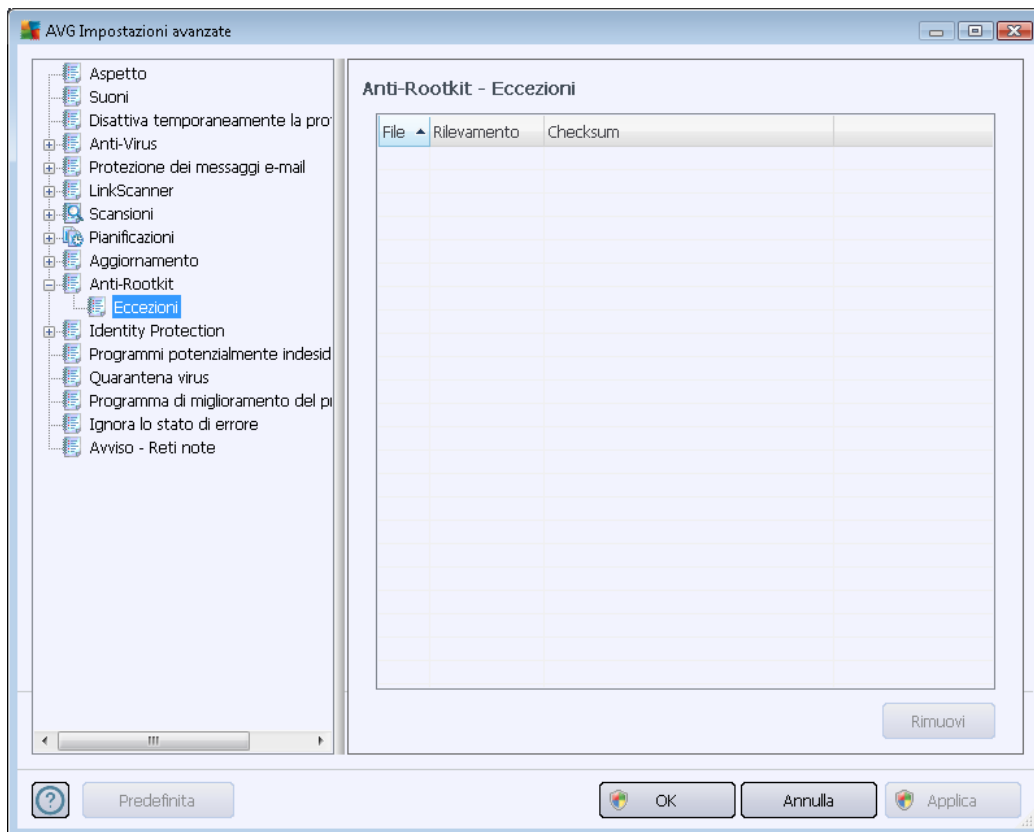 AVG Impostazioni avanzate
Aspetto
Suoni
Disattiva temporaneamente la pro
Anti-Virus
Protezione dei messaggi e-mail
LinkScanner
Scansioni
Pianificazioni
Aggiornamento
Anti-Rootkit
Eccezioni
Identity Protection
Programmi potenzialmente indesid
Quarantena virus
Programma di miglioramento del pr
Ignora lo stato di errore
Avviso - Reti note
Anti-Rootkit - Eccezioni
File Rilevamento Checksum
Rimuovi
? Predefinita OK Annulla Applica